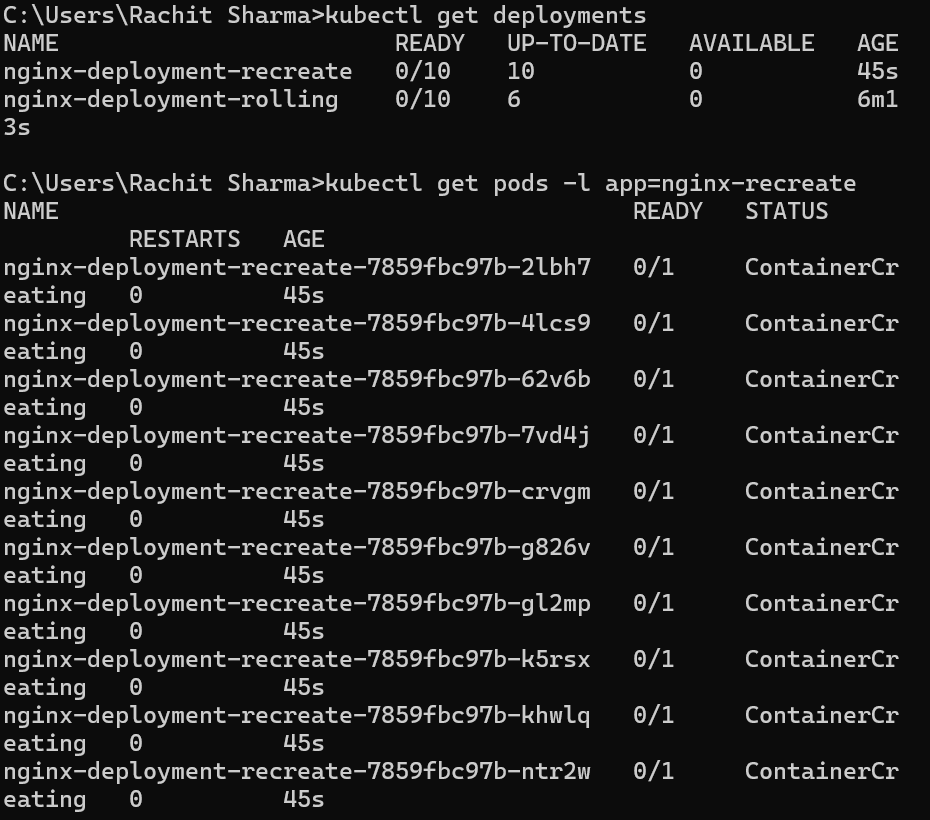 C:\Users\Rachit Sharma>kubectl get deployments
NAME                        READY   UP-TO-DATE   AVAILABLE   AGE
nginx-deployment-recreate   0/10    10           0           45s
nginx-deployment-rolling    0/10    6            0           6m1
3s

C:\Users\Rachit Sharma>kubectl get pods -l app=nginx-recreate
NAME                                         READY   STATUS
         RESTARTS   AGE
nginx-deployment-recreate-7859fbc97b-2lbh7   0/1     ContainerCr
eating   0          45s
nginx-deployment-recreate-7859fbc97b-4lcs9   0/1     ContainerCr
eating   0          45s
nginx-deployment-recreate-7859fbc97b-62v6b   0/1     ContainerCr
eating   0          45s
nginx-deployment-recreate-7859fbc97b-7vd4j   0/1     ContainerCr
eating   0          45s
nginx-deployment-recreate-7859fbc97b-crvgm   0/1     ContainerCr
eating   0          45s
nginx-deployment-recreate-7859fbc97b-g826v   0/1     ContainerCr
eating   0          45s
nginx-deployment-recreate-7859fbc97b-gl2mp   0/1     ContainerCr
eating   0          45s
nginx-deployment-recreate-7859fbc97b-k5rsx   0/1     ContainerCr
eating   0          45s
nginx-deployment-recreate-7859fbc97b-khwlq   0/1     ContainerCr
eating   0          45s
nginx-deployment-recreate-7859fbc97b-ntr2w   0/1     ContainerCr
eating   0          45s